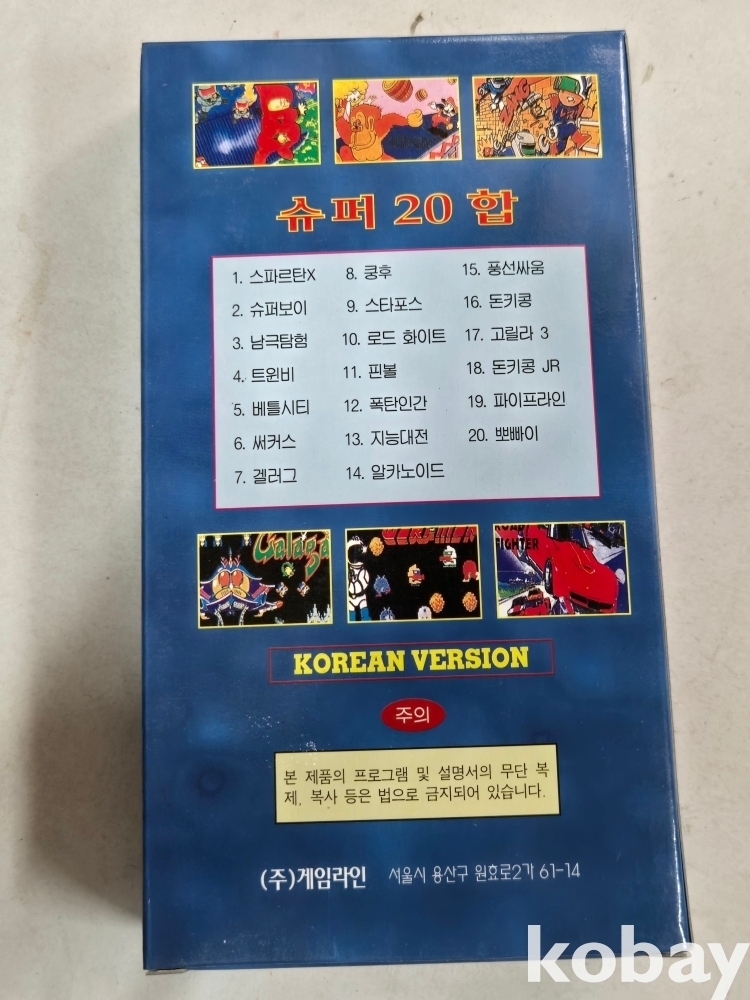 슈퍼 20 합
1. 스파르탄X
2. 슈퍼보이
3. 남극탐험
4. 트윈비
5. 베틀시티
6. 써커스
7. 겔러그
8. 쿵후
9. 스타포스
10. 로드 화이트
11. 핀볼
12. 폭탄인간
13. 지능대전
14. 알카노이드
15. 풍선싸움
16. 돈키콩
17. 고릴라 3
18. 돈키콩 JR
19. 파이프라인
20. 뽀빠이
Galaga
ROAD
FIGHTER
KOREAN VERSION
주의
본 제품의 프로그램 및 설명서의 무단 복
제, 복사 등은 법으로 금지되어 있습니다.
(주)게임라인 서울시 용산구 원효로2가 61-14
kobay